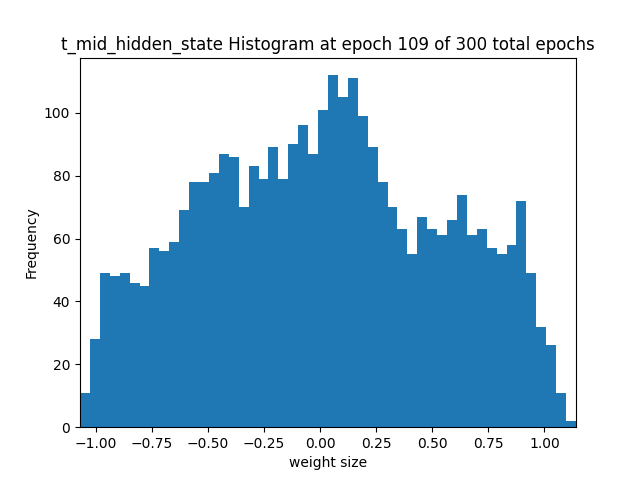 t_mid_hidden_state Histogram at epoch 109 of 300 total epochs
Frequency
100
80
60
40
20
0
−1.00 −0.75 −0.50 −0.25 0.00 0.25 0.50 0.75 1.00
weight size